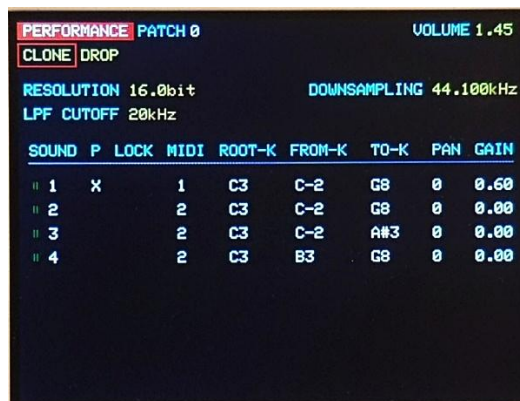 PERFORMANCE PATCH 0 VOLUME 1.45
CLONE DROP
RESOLUTION 16.0bit DOWNSAMPLING 44.100kHz
LPF CUTOFF 20kHz
SOUND P LOCK MIDI ROOT-K FROM-K TO-K PAN GAIN
1 X 1 C3 C-2 G8 0 0.60
2 2 C3 C-2 G8 0 0.00
3 2 C3 C-2 A#3 0 0.00
4 2 C3 B3 G8 0 0.00